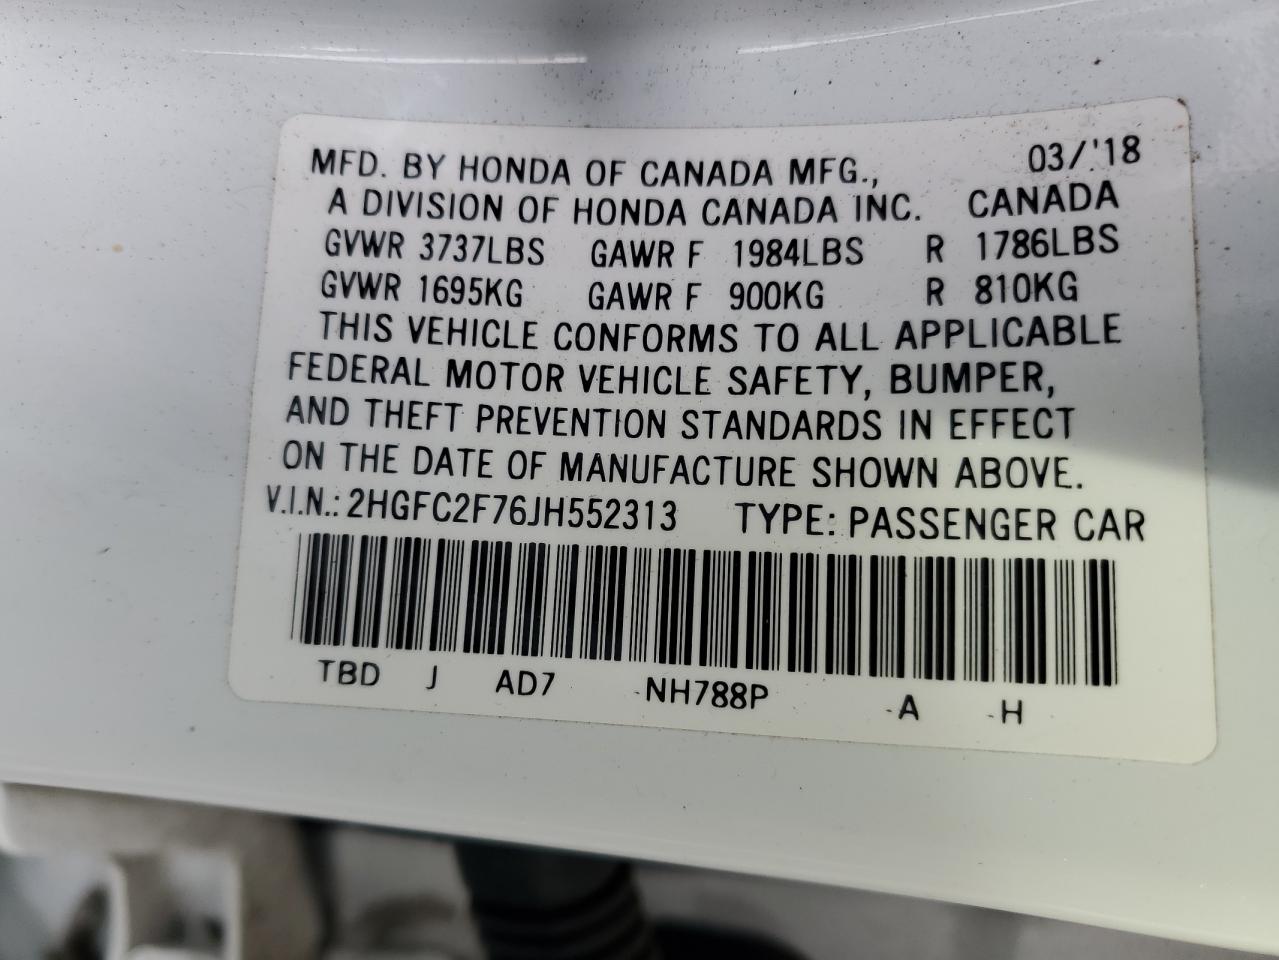 MFD. BY HONDA OF CANADA MFG., 03/'18
A DIVISION OF HONDA CANADA INC. CANADA
GVWR 3737LBS GAWR F 1984LBS R 1786LBS
GVWR 1695KG GAWR F 900KG R 810KG
THIS VEHICLE CONFORMS TO ALL APPLICABLE
FEDERAL MOTOR VEHICLE SAFETY, BUMPER,
AND THEFT PREVENTION STANDARDS IN EFFECT
ON THE DATE OF MANUFACTURE SHOWN ABOVE.
V.I.N.: 2HGFC2F76JH552313 TYPE: PASSENGER CAR
TBD J AD7 -NH788P -A -H